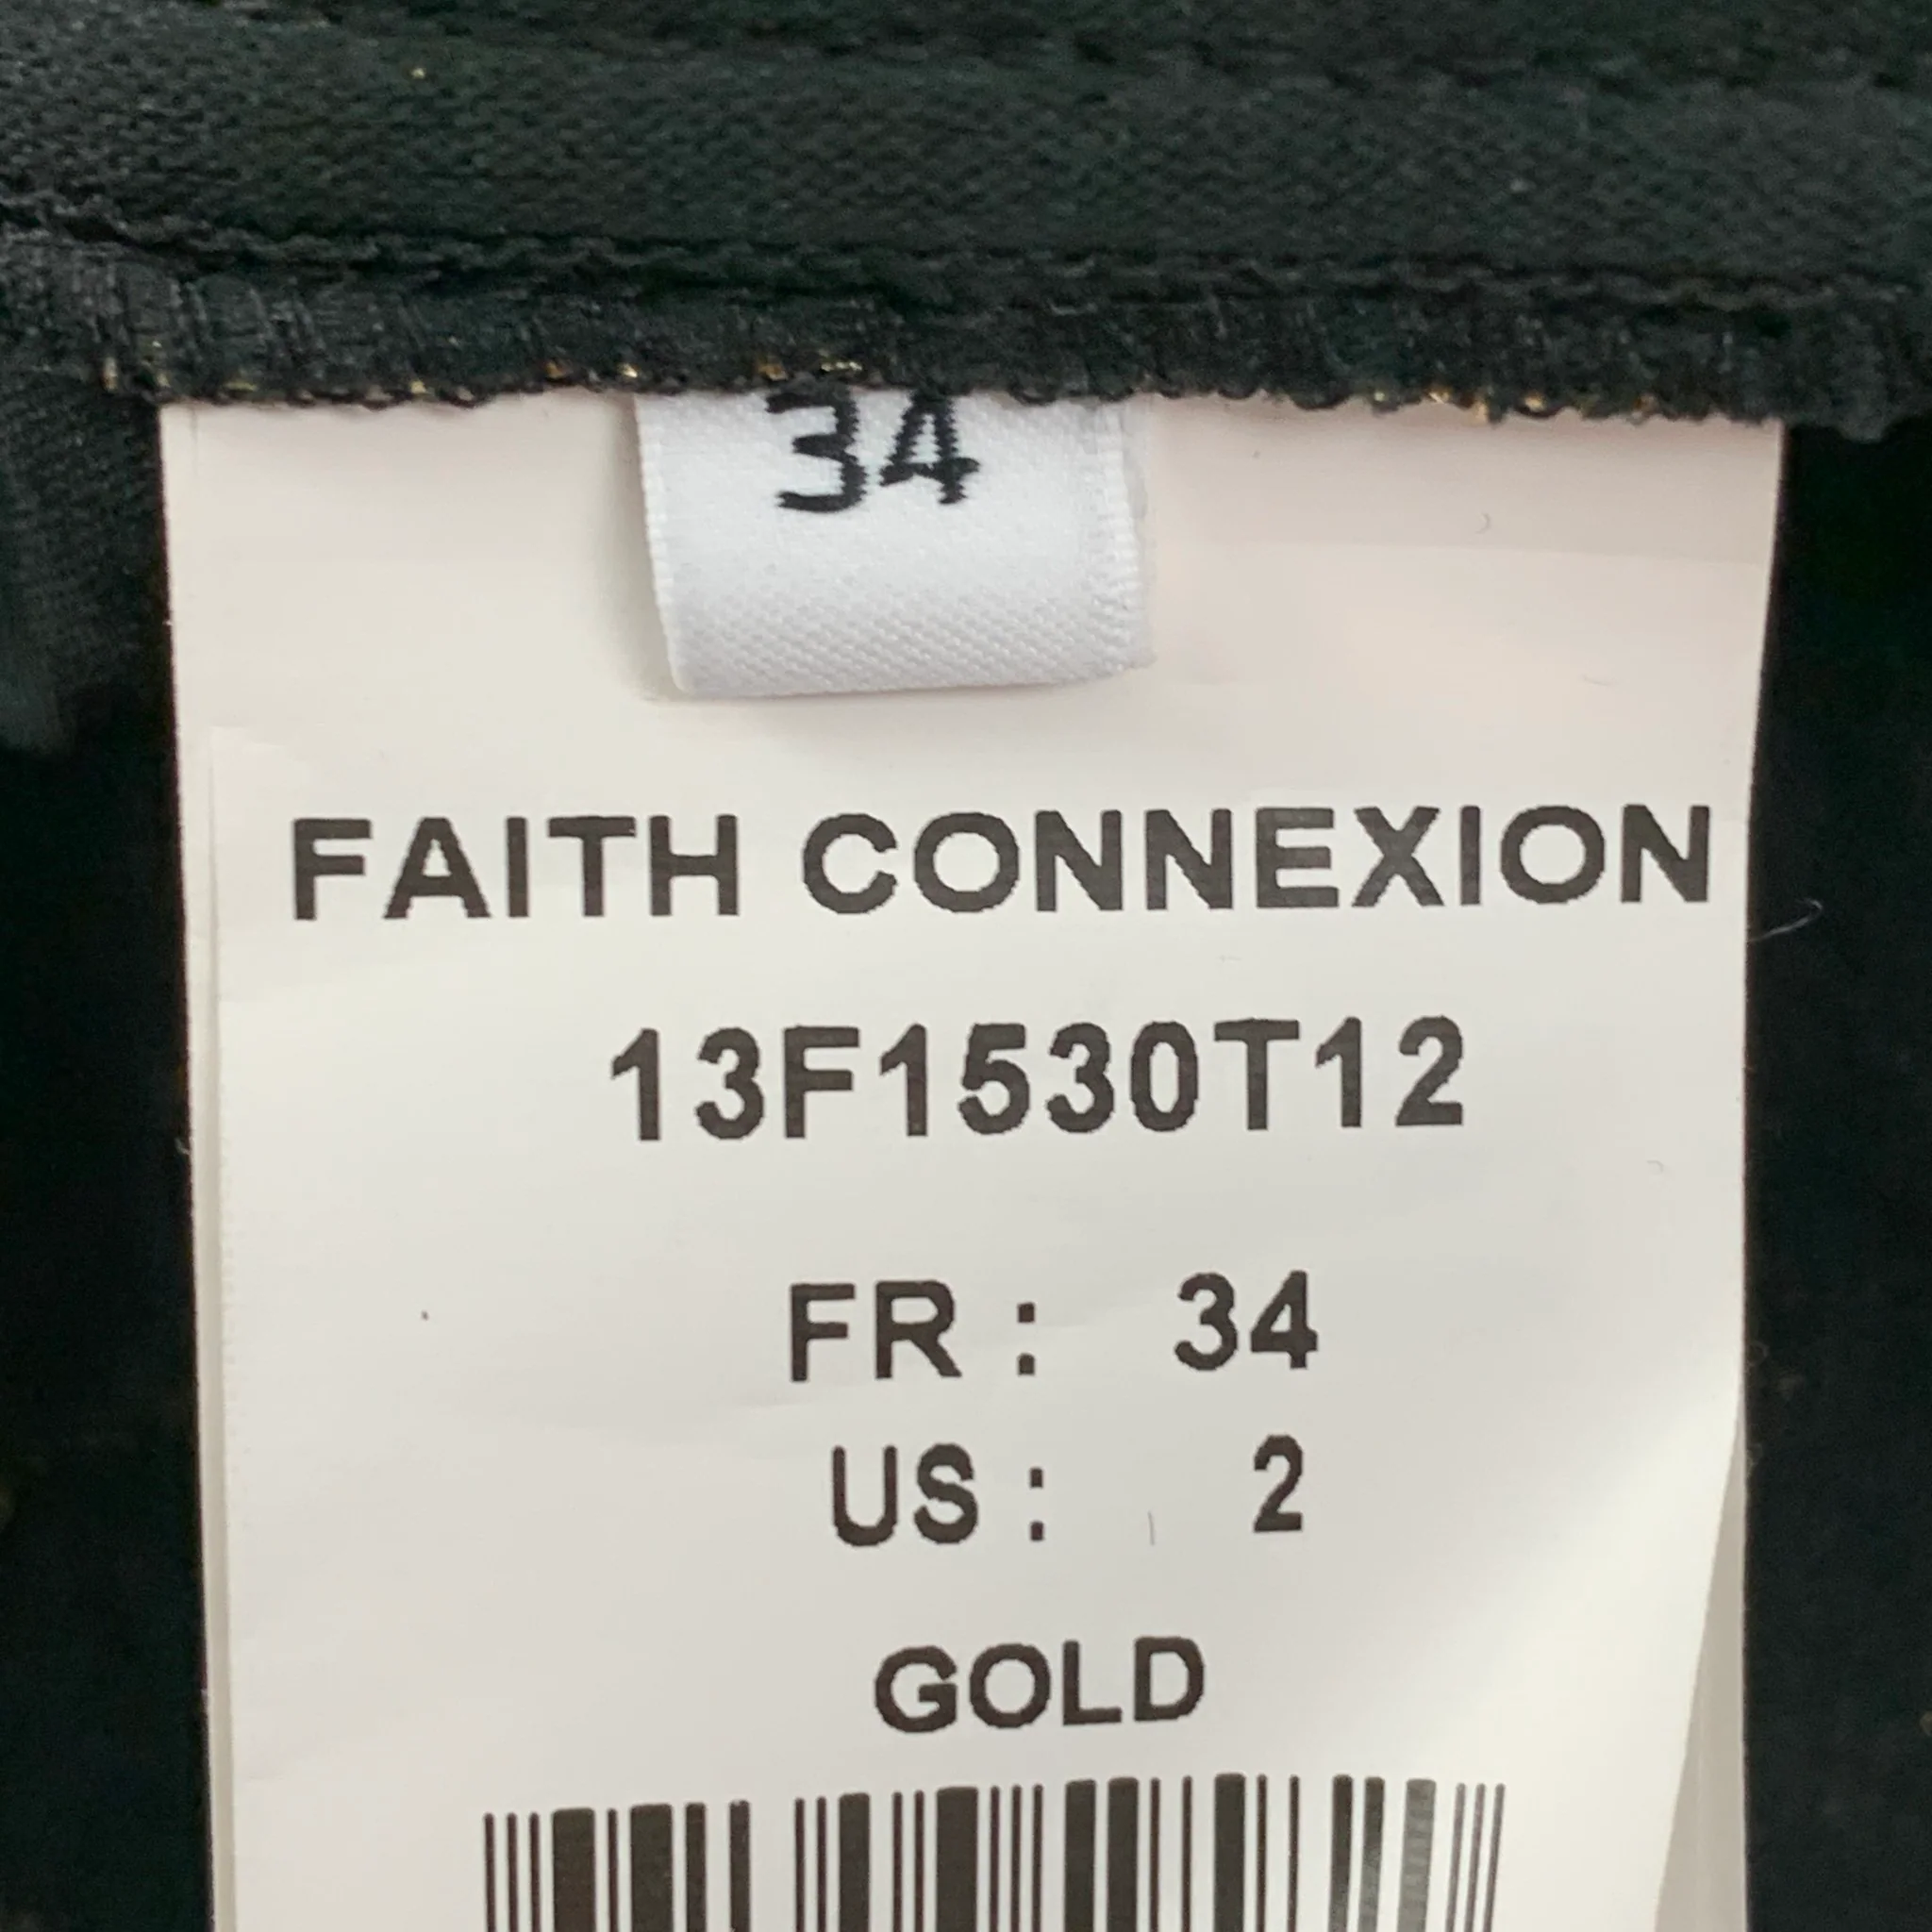 34
FAITH CONNEXION
13F1530T12
FR : 34
US : 2
GOLD